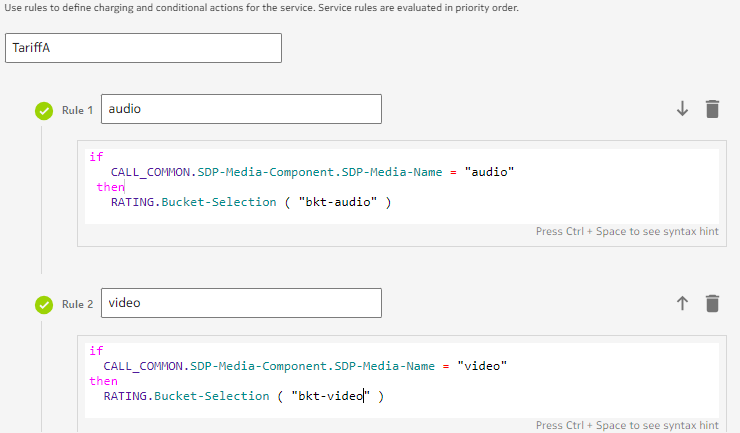 Use rules to define charging and conditional actions for the service. Service rules are evaluated in priority order.
TariffA
Rule 1 audio
if
CALL_COMMON.SDP-Media-Component.SDP-Media-Name = "audio"
then
RATING.Bucket-Selection ( "bkt-audio" )
Press Ctrl + Space to see syntax hint
Rule 2 video
if
CALL_COMMON.SDP-Media-Component.SDP-Media-Name = "video"
then
RATING.Bucket-Selection ( "bkt-video" )
Press Ctrl + Space to see syntax hint